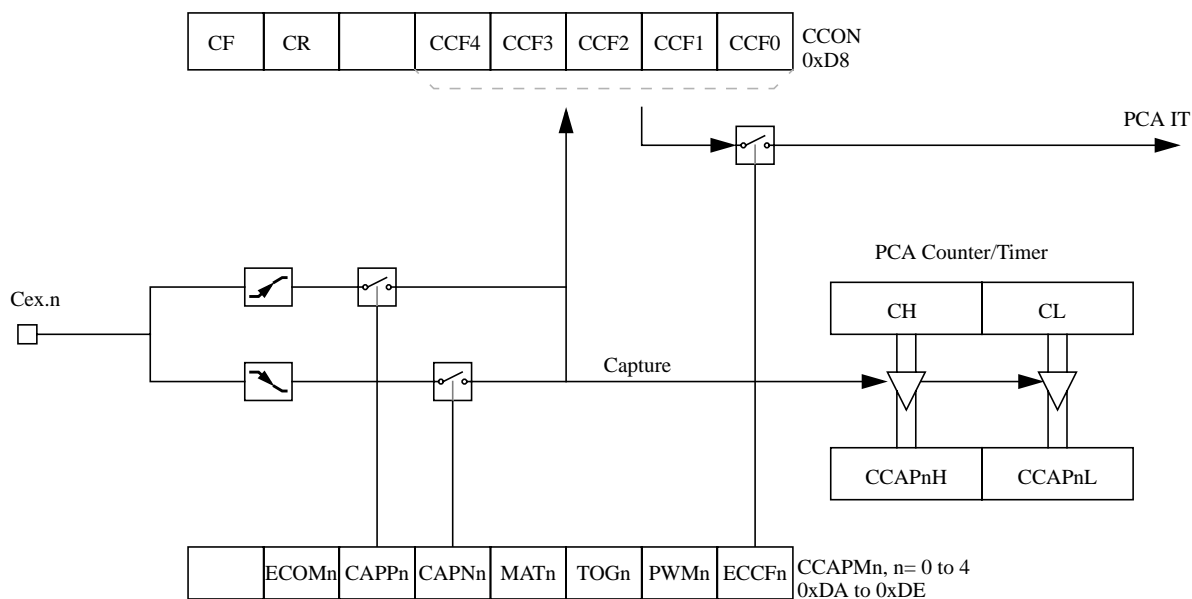 CF CR CCF4 CCF3 CCF2 CCF1 CCF0 CCON
0xD8
PCA IT
PCA Counter/Timer
Cex.n
CH CL
Capture
CCAPnH CCAPnL
ECOMn CAPPn CAPNn MATn TOGn PWMn ECCFn CCAPMn, n= 0 to 4
0xDA to 0xDE